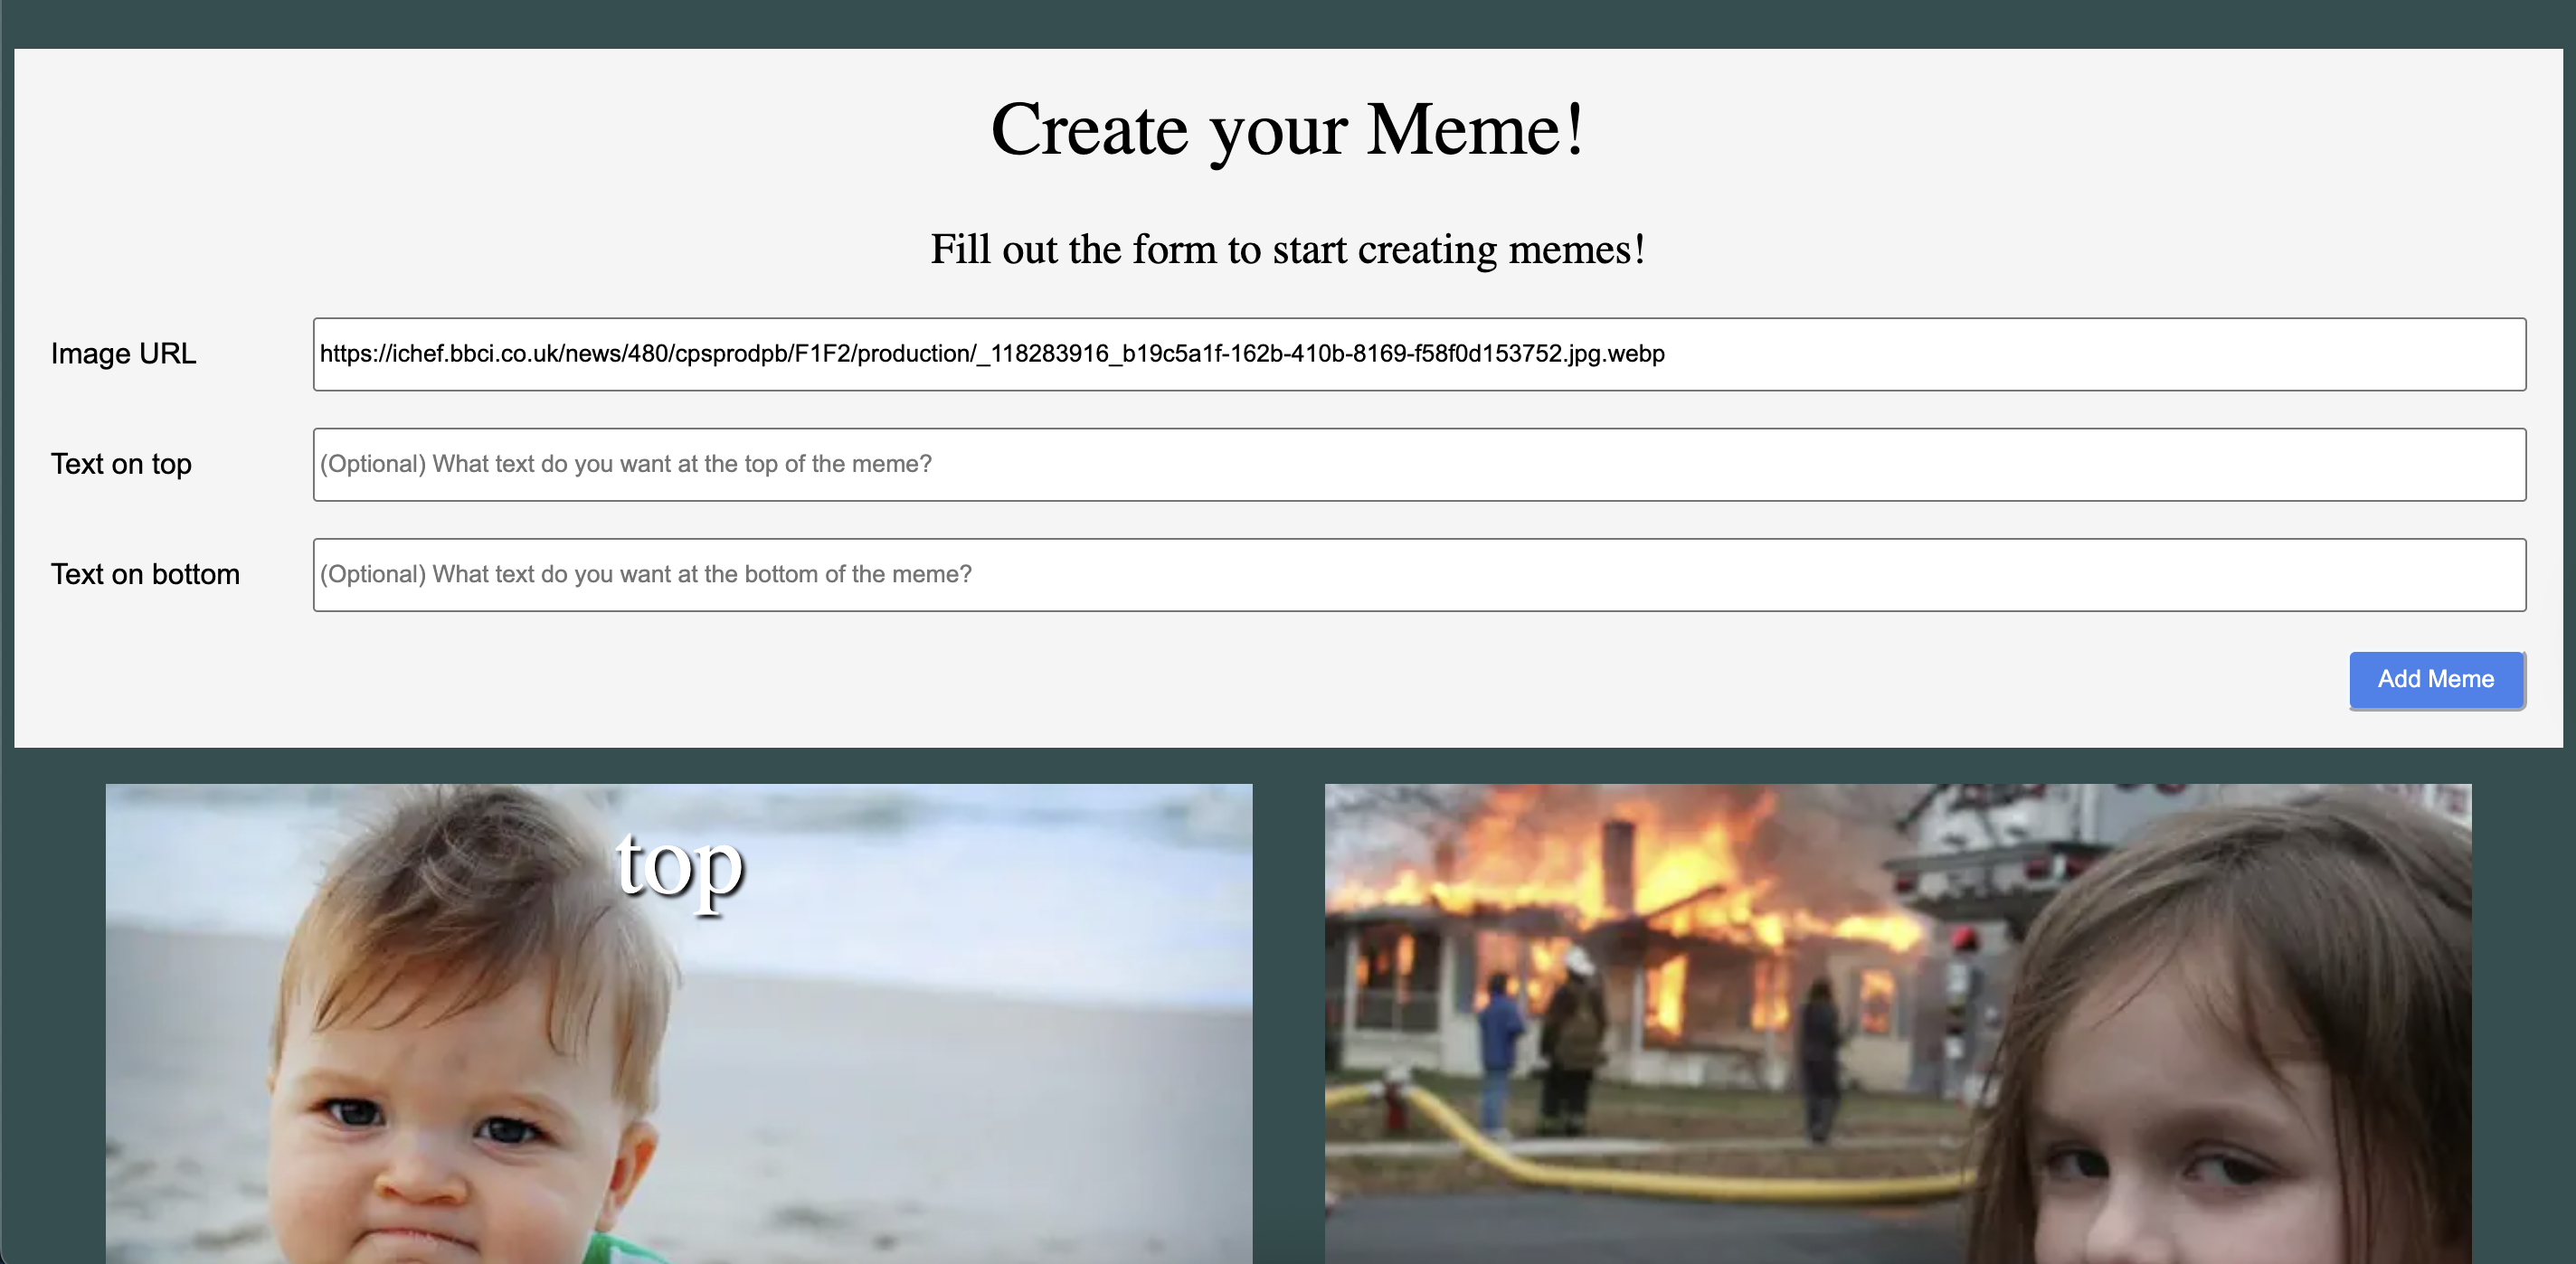 Create your Meme!
Fill out the form to start creating memes!
Image URL
https://ichef.bbci.co.uk/news/480/cpsprodpb/F1F2/production/_118283916_b19c5a1f-162b-410b-8169-f58f0d153752.jpg.webp
Text on top
(Optional) What text do you want at the top of the meme?
Text on bottom
(Optional) What text do you want at the bottom of the meme?
Add Meme
top